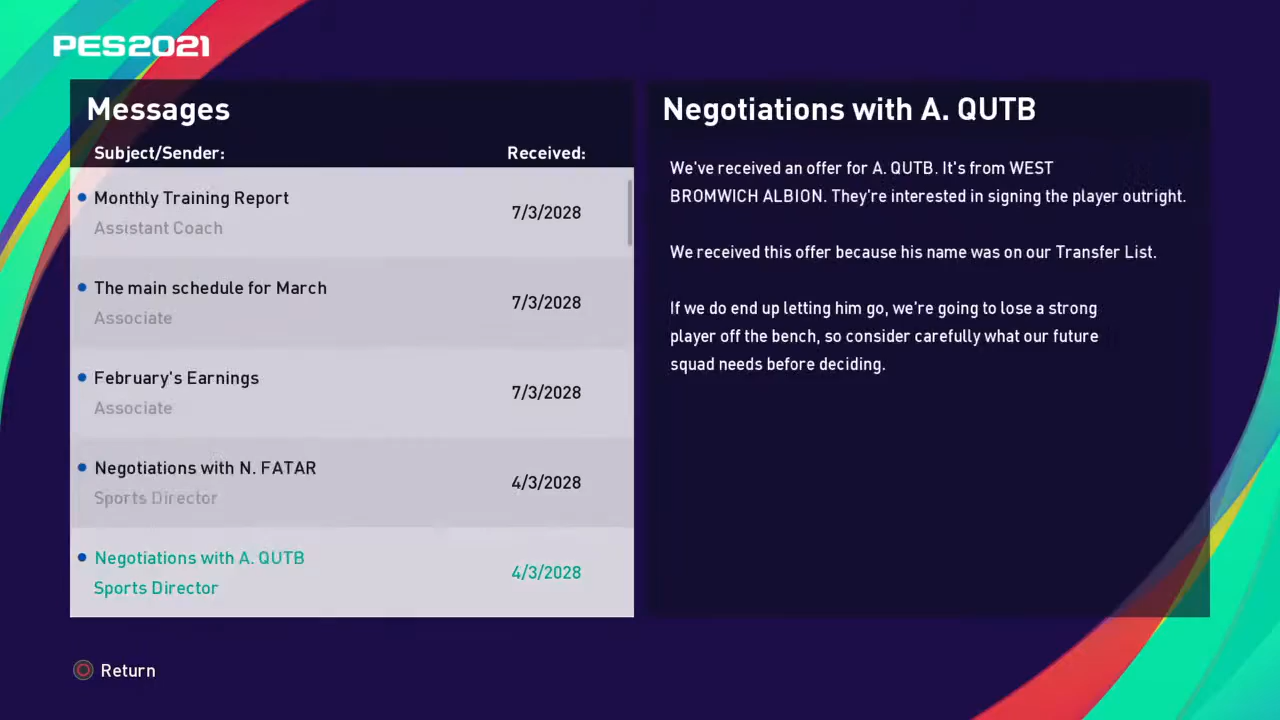 PES2021
Messages
Subject/Sender:
Received:
Monthly Training Report
Assistant Coach
7/3/2028
The main schedule for March
Associate
7/3/2028
February's Earnings
Associate
7/3/2028
Negotiations with N. FATAR
Sports Director
4/3/2028
Negotiations with A. QUTB
Sports Director
4/3/2028
Negotiations with A. QUTB
We've received an offer for A. QUTB. It's from WEST
BROMWICH ALBION. They're interested in signing the player outright.
We received this offer because his name was on our Transfer List.
If we do end up letting him go, we're going to lose a strong
player off the bench, so consider carefully what our future
squad needs before deciding.
Return